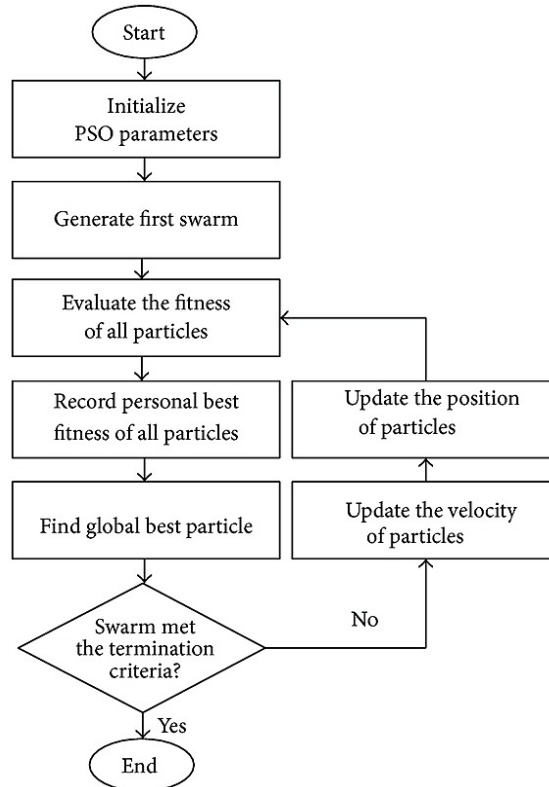 Start
Initialize
PSO parameters
Generate first swarm
Evaluate the fitness
of all particles
Record personal best
fitness of all particles
Find global best particle
Swarm met
the termination
criteria?
Yes
End
No
Update the velocity
of particles
Update the position
of particles